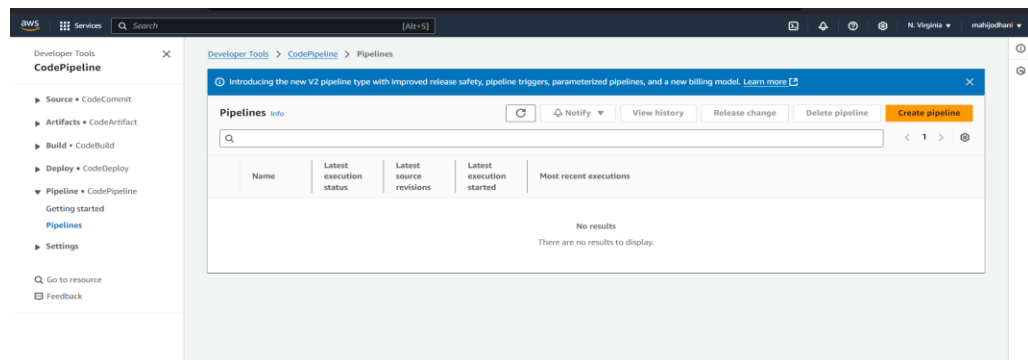 aws
Services
Search
[Alt+S]
N. Virginia
mahijodhani
Developer Tools
CodePipeline
Source • CodeCommit
Artifacts • CodeArtifact
Build • CodeBuild
Deploy • CodeDeploy
Pipeline • CodePipeline
Getting started
Pipelines
Settings
Go to resource
Feedback
Developer Tools > CodePipeline > Pipelines
Introducing the new V2 pipeline type with improved release safety, pipeline triggers, parameterized pipelines, and a new billing model. Learn more
Pipelines Info
Notify
View history
Release change
Delete pipeline
Create pipeline
< 1 >
Name
Latest execution status
Latest source revisions
Latest execution started
Most recent executions
No results
There are no results to display.